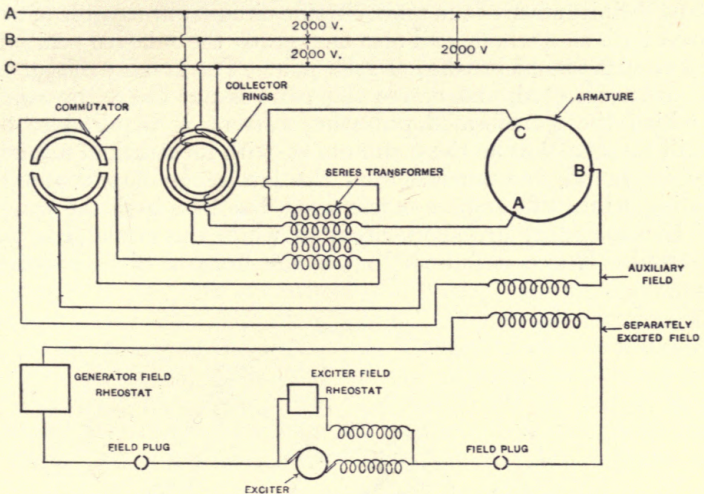 A
2000 V.
B
2000 V.
2000 V
C
COMMUTATOR
COLLECTOR
RINGS
ARMATURE
C
B
A
SERIES TRANSFORMER
AUXILIARY
FIELD
SEPARATELY
EXCITED FIELD
GENERATOR FIELD
RHEOSTAT
EXCITER FIELD
RHEOSTAT
FIELD PLUG
FIELD PLUG
EXCITER